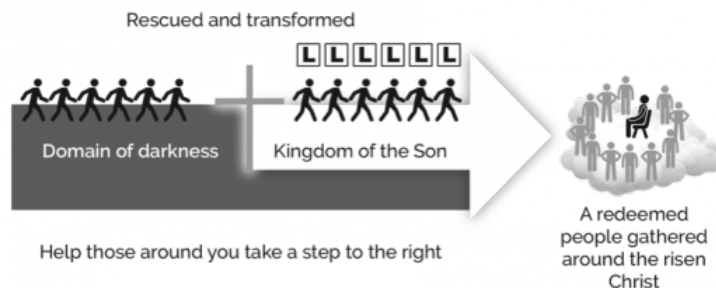 Rescued and transformed
L L L L L L
Domain of darkness
Kingdom of the Son
Help those around you take a step to the right
A redeemed
people gathered
around the risen
Christ